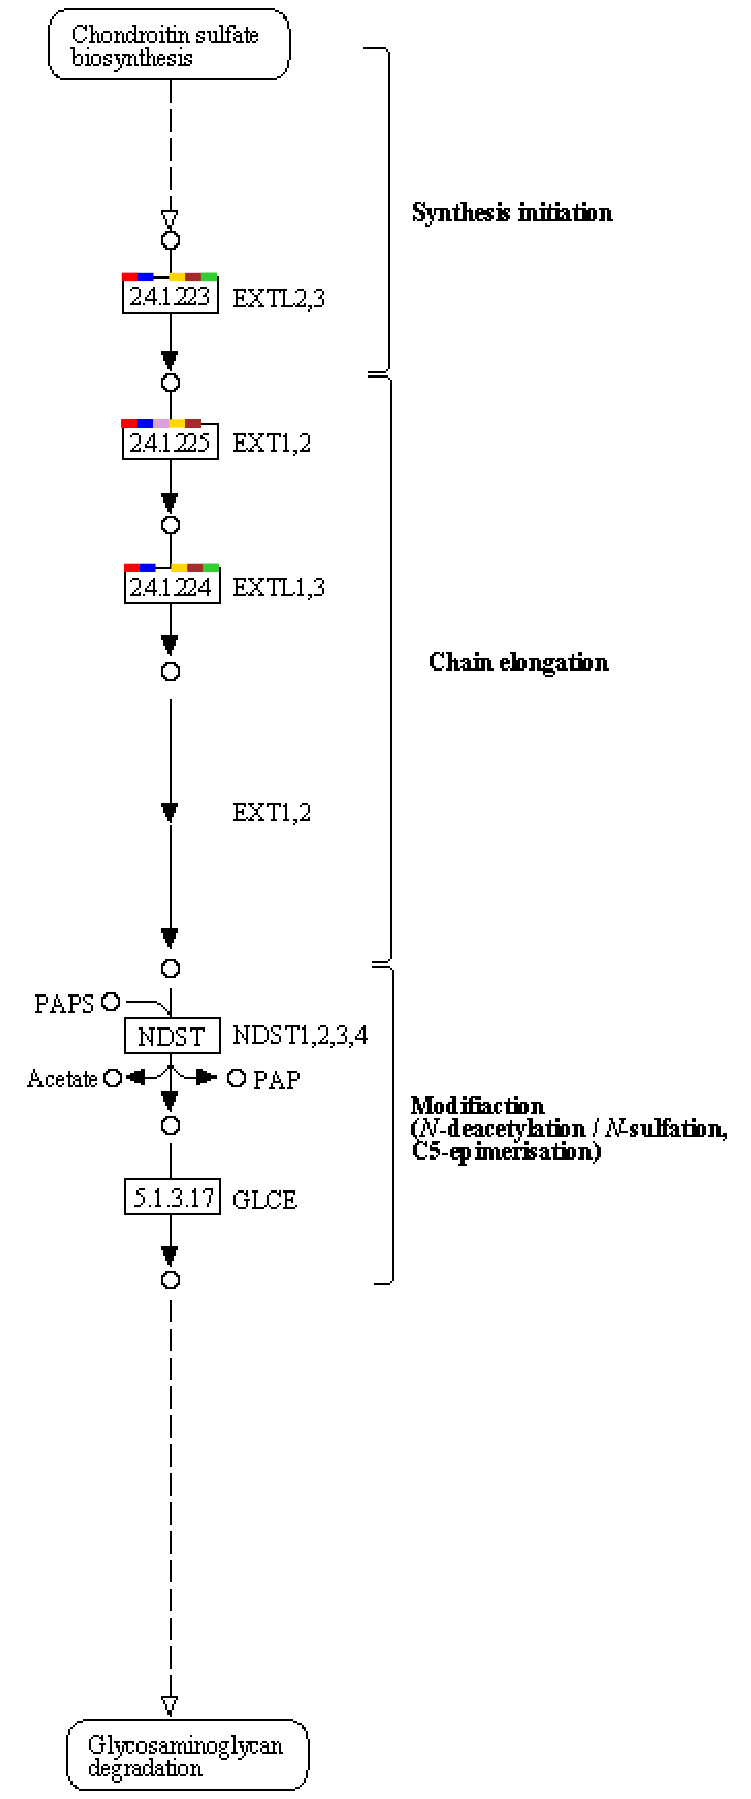 Chondroitin sulfate
biosynthesis
Synthesis initiation
2.4.1.223 EXTL2,3
2.4.1.225 EXT1,2
2.4.1.224 EXTL1,3
Chain elongation
EXT1,2
PAPS
NDST NDST1,2,3,4
Acetate PAP
Modifiaction
(N-deacetylation / N-sulfation,
C5-epimerisation)
5.1.3.17 GLCE
Glycosaminoglycan
degradation